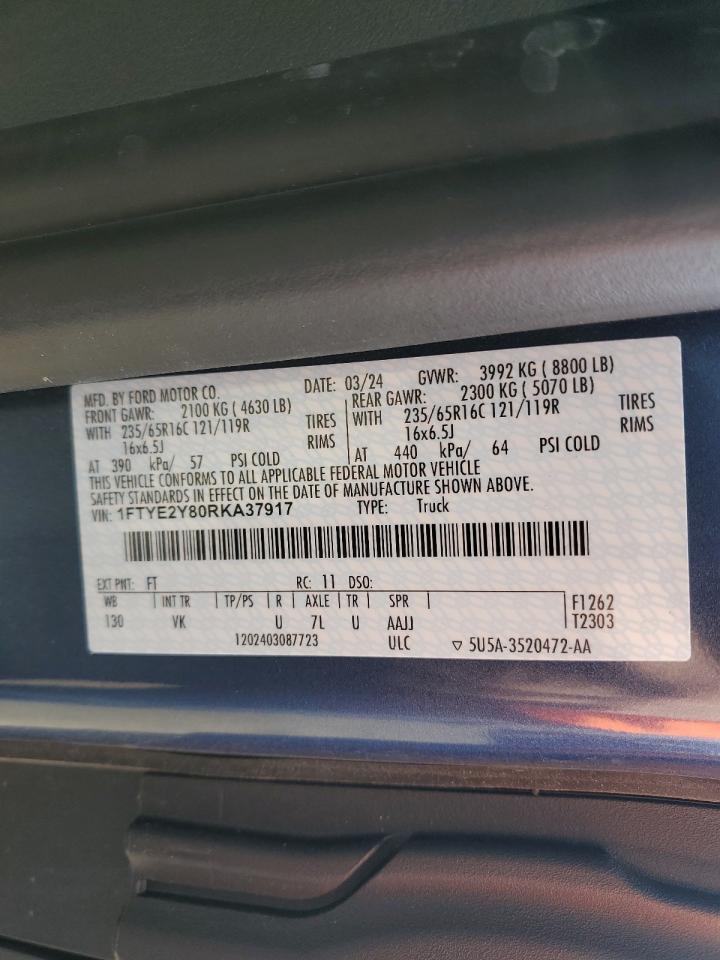 MFD. BY FORD MOTOR CO. DATE: 03/24 GVWR: 3992 KG ( 8800 LB)
FRONT GAWR: 2100 KG ( 4630 LB) REAR GAWR: 2300 KG ( 5070 LB)
WITH 235/65R16C 121/119R TIRES WITH 235/65R16C 121/119R TIRES
16x6.5J RIMS 16x6.5J RIMS
AT 390 kPa/ 57 PSI COLD AT 440 kPa/ 64 PSI COLD
THIS VEHICLE CONFORMS TO ALL APPLICABLE FEDERAL MOTOR VEHICLE
SAFETY STANDARDS IN EFFECT ON THE DATE OF MANUFACTURE SHOWN ABOVE.
VIN: 1FTYE2Y80RKA37917 TYPE: Truck
EXT PNT: FT RC: 11 DSO:
WB INT TR TP/PS R AXLE TR SPR F1262
130 VK U 7L U AAJJ T2303
1202403087723 ULC ▽ 5U5A-3520472-AA